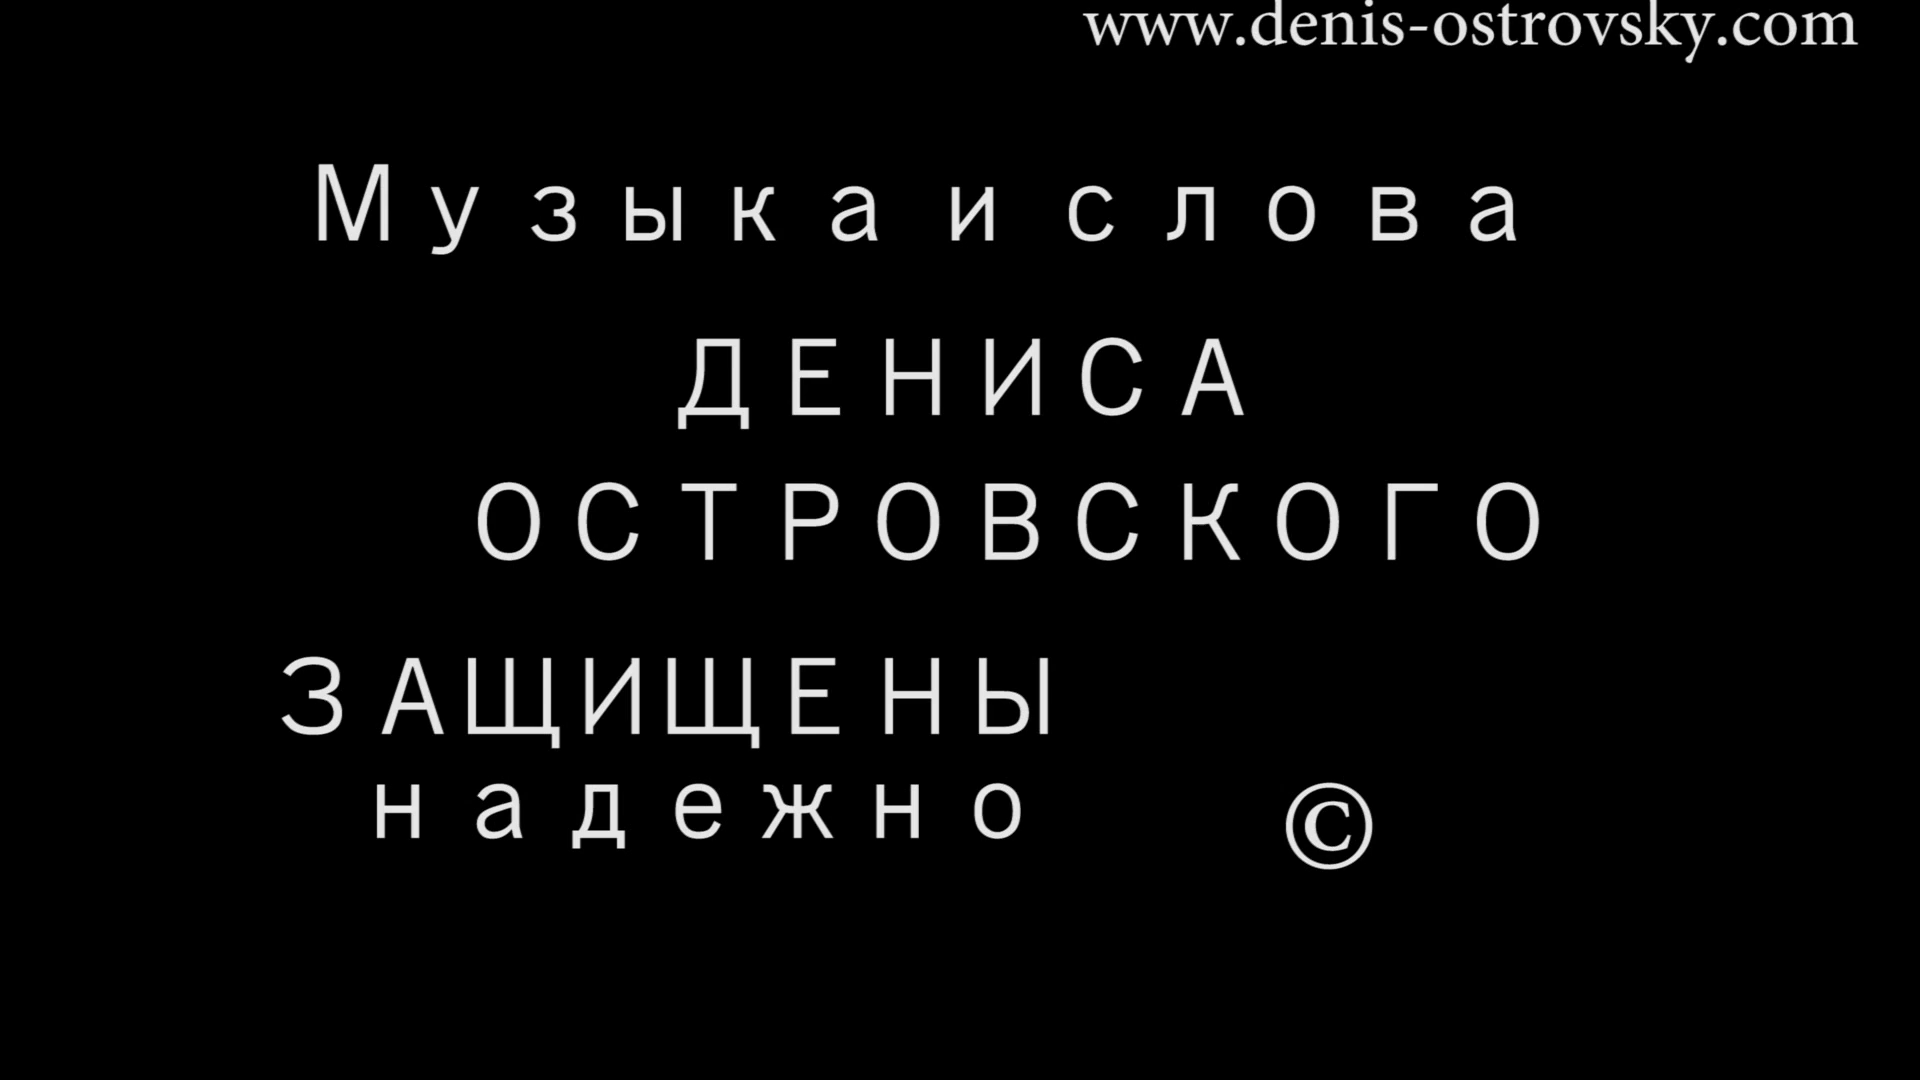 www.denis-ostrovsky.com
Музыка и слова
ДЕНИСА
ОСТРОВСКОГО
ЗАЩИЩЕНЫ
надежно ©